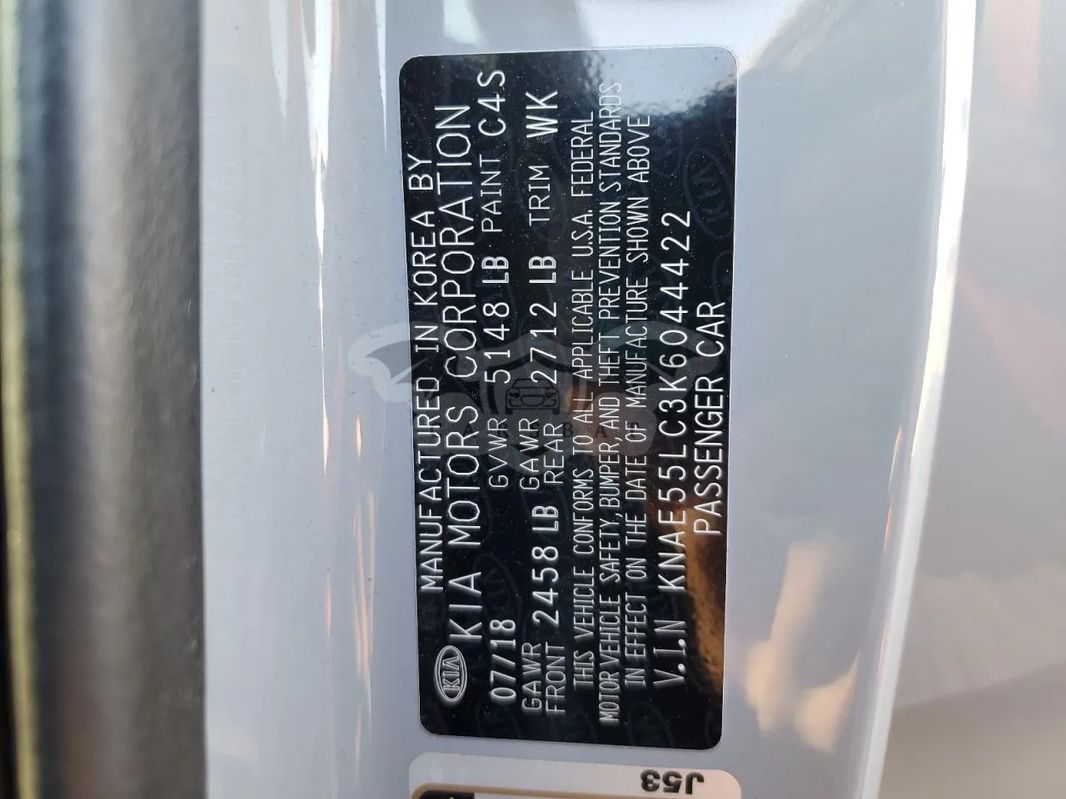 MANUFACTURED IN KOREA BY
KIA KIA MOTORS CORPORATION
07/18 GVWR 5148 LB PAINT C4S
GAWR FRONT 2458 LB GAWR REAR 2712 LB TRIM WK
THIS VEHICLE CONFORMS TO ALL APPLICABLE U.S.A. FEDERAL
MOTOR VEHICLE SAFETY, BUMPER, AND THEFT PREVENTION STANDARDS
IN EFFECT ON THE DATE OF MANUFACTURE SHOWN ABOVE
V.I.N KNAE55LC3K6044422
PASSENGER CAR
J53